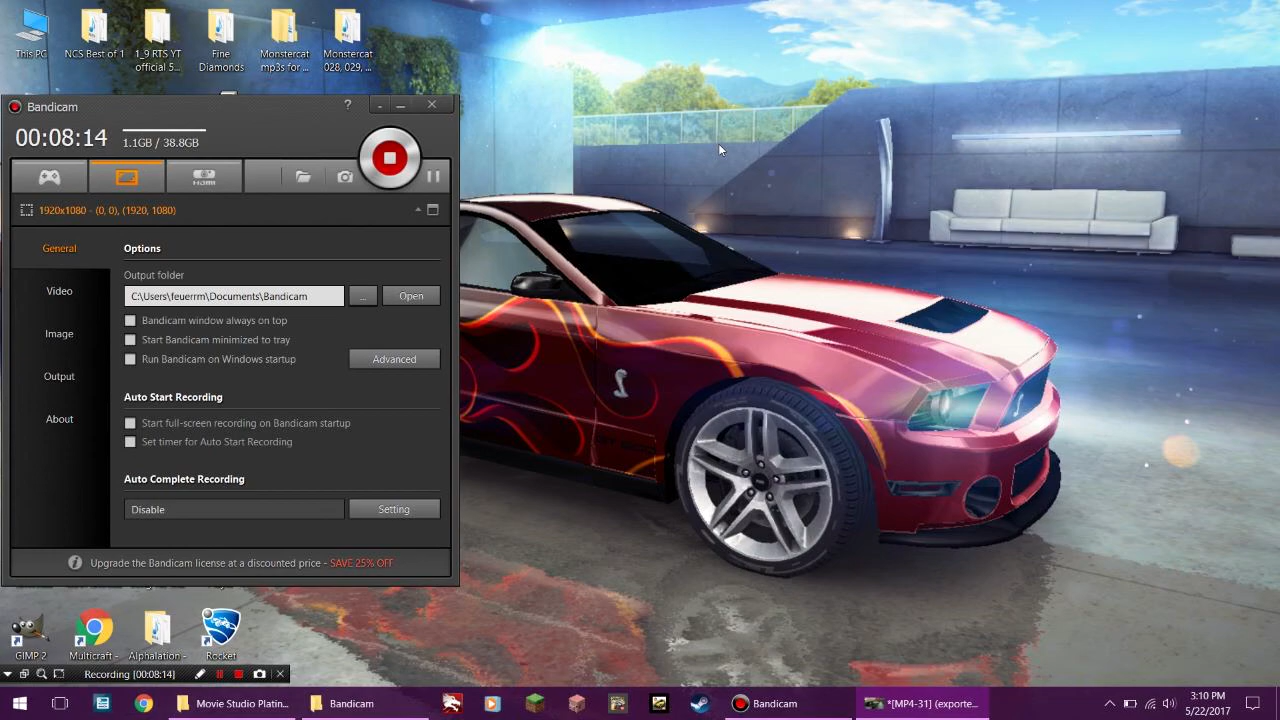 This PC
NCS Best of 1
1_9 RTS YT official 5...
Fine Diamonds
Monstercat mp3s for ...
Monstercat 028, 029, ...
Bandicam
?
00:08:14
1.1GB / 38.8GB
HDMI
1920x1080 - (0, 0), (1920, 1080)
General
Video
Image
Output
About
Options
Output folder
C:\Users\feuerrm\Documents\Bandicam
...
Open
Bandicam window always on top
Start Bandicam minimized to tray
Run Bandicam on Windows startup
Advanced
Auto Start Recording
Start full-screen recording on Bandicam startup
Set timer for Auto Start Recording
Auto Complete Recording
Disable
Setting
Upgrade the Bandicam license at a discounted price - SAVE 25% OFF
GIMP 2
Multicraft -
Alphalation -
Rocket
Recording [00:08:14]
Movie Studio Platin...
Bandicam
Bandicam
*[MP4-31] (exporte...
3:10 PM
5/22/2017